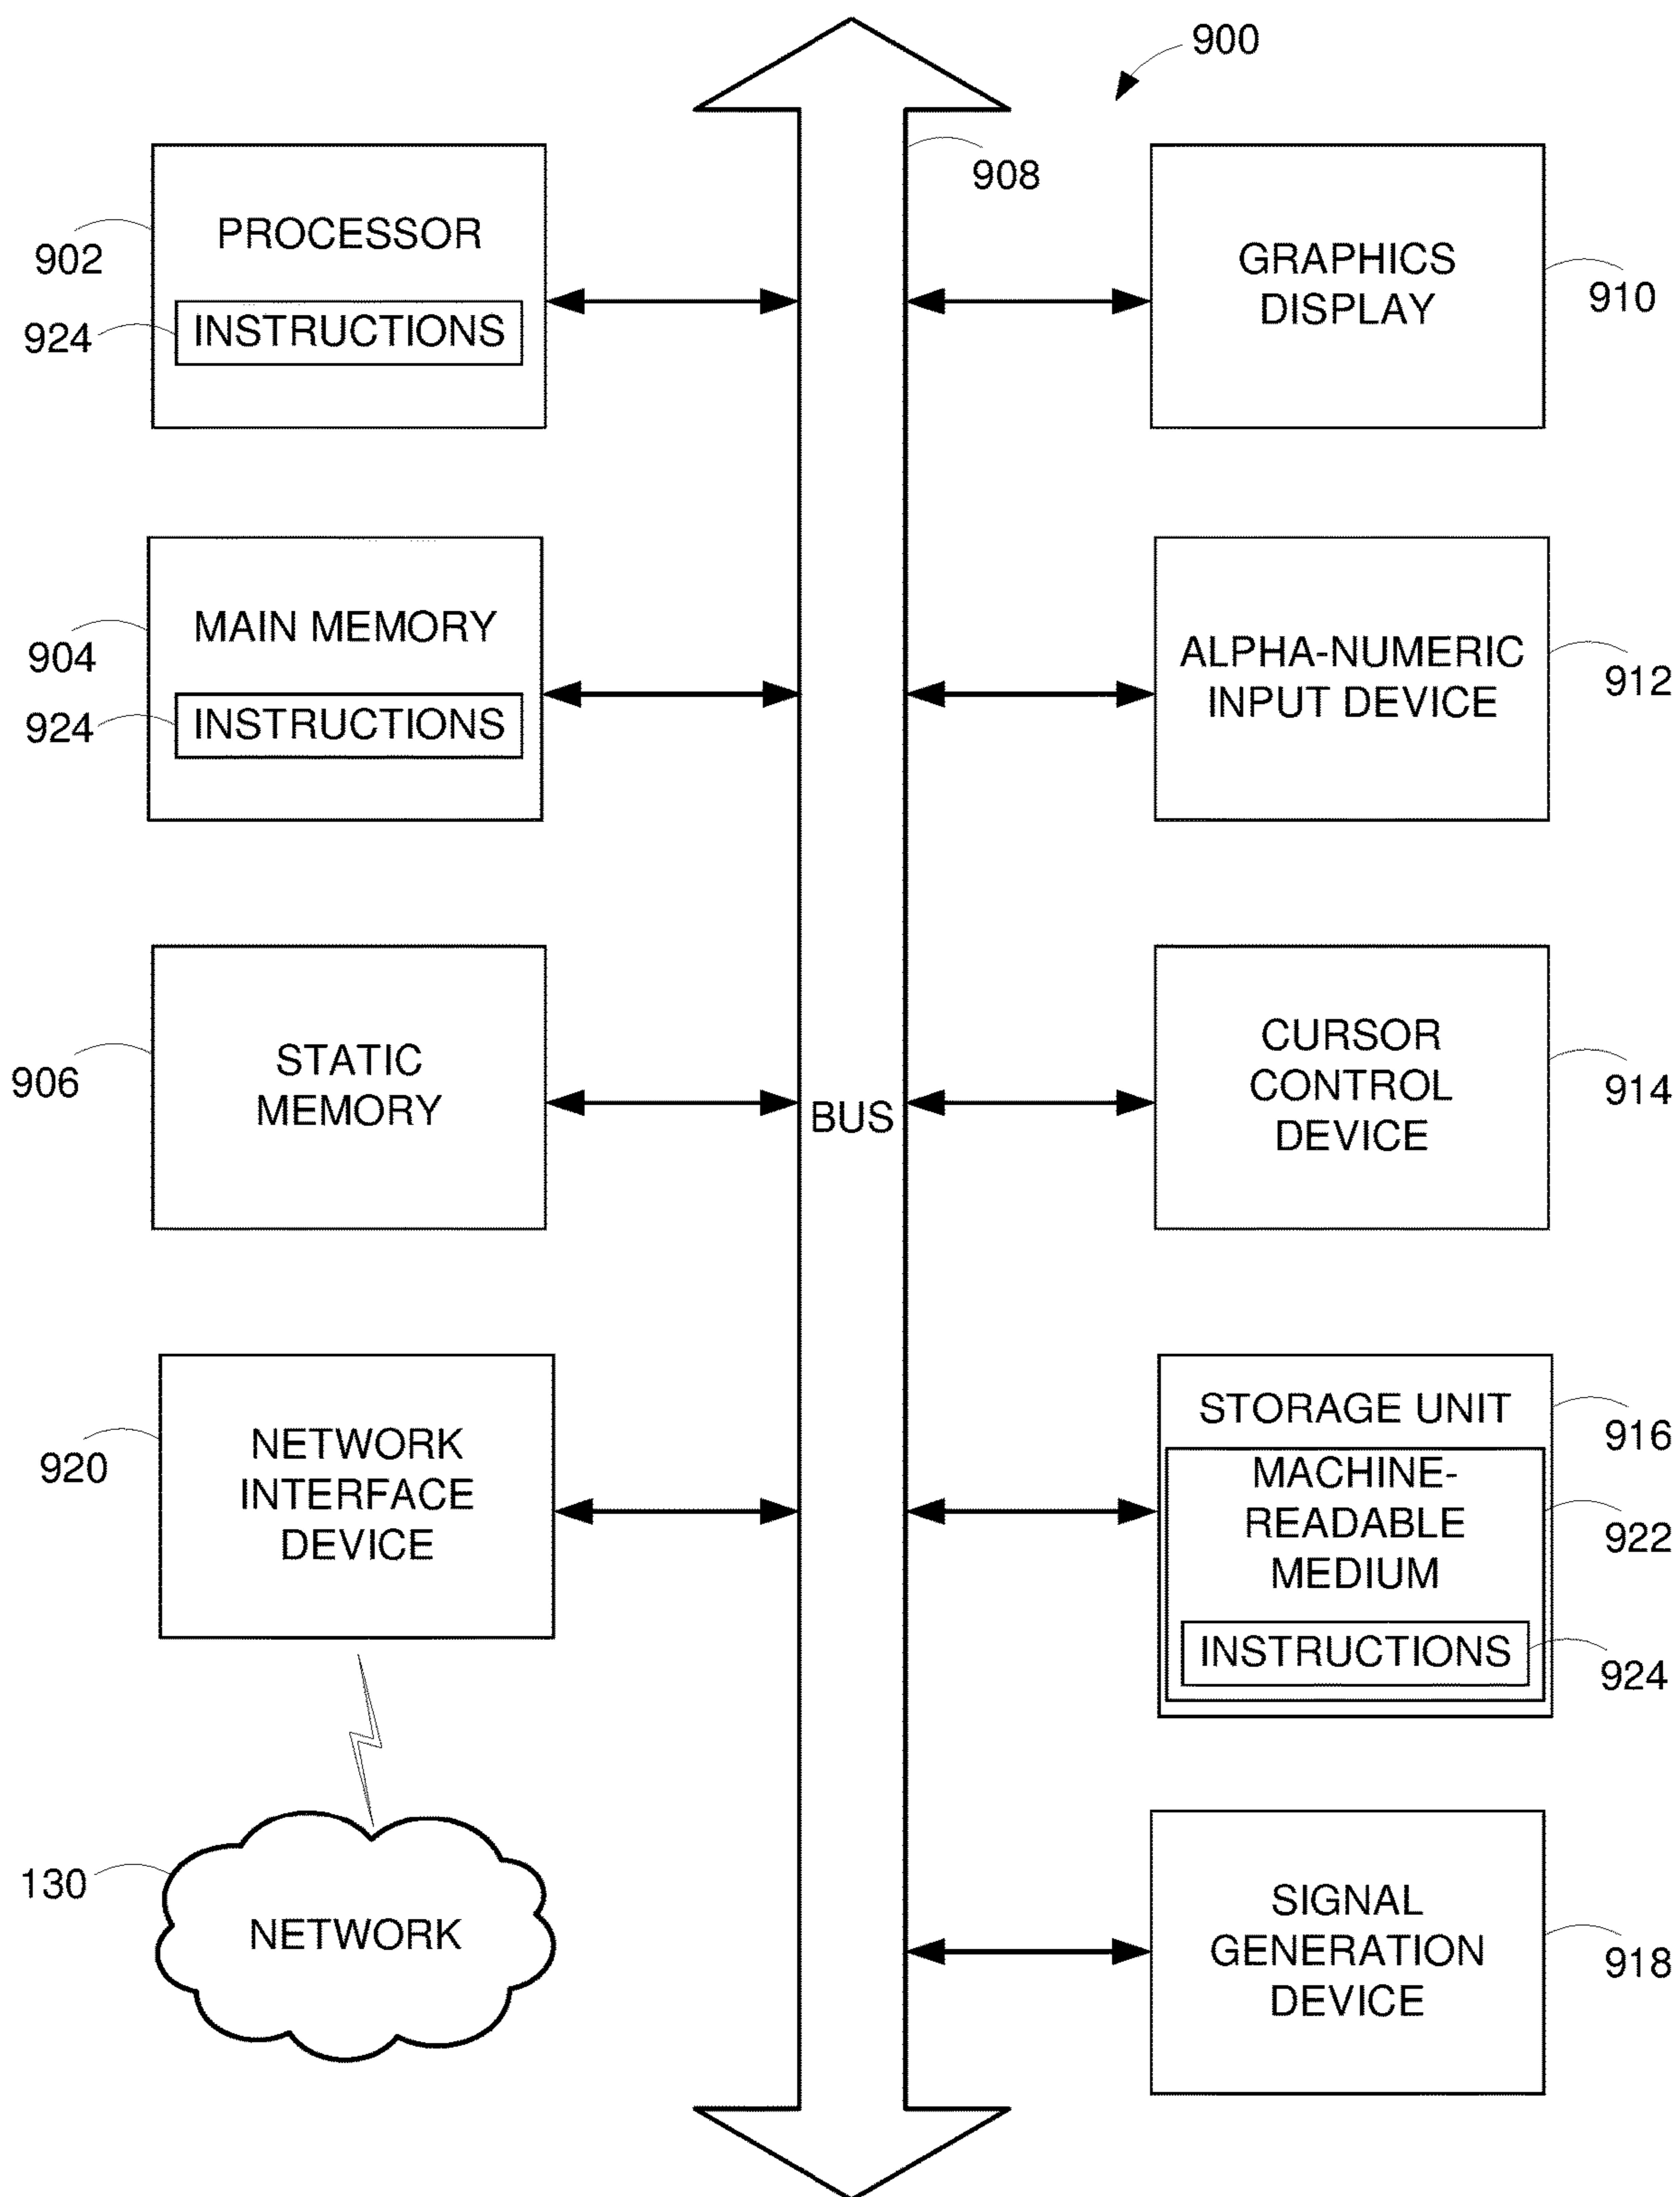 900
908
PROCESSOR
902
INSTRUCTIONS
924
GRAPHICS
DISPLAY
910
MAIN MEMORY
904
INSTRUCTIONS
924
ALPHA-NUMERIC
INPUT DEVICE
912
STATIC
MEMORY
906
BUS
CURSOR
CONTROL
DEVICE
914
NETWORK
INTERFACE
DEVICE
920
STORAGE UNIT
916
MACHINE-
READABLE
MEDIUM
922
INSTRUCTIONS
924
130
NETWORK
SIGNAL
GENERATION
DEVICE
918